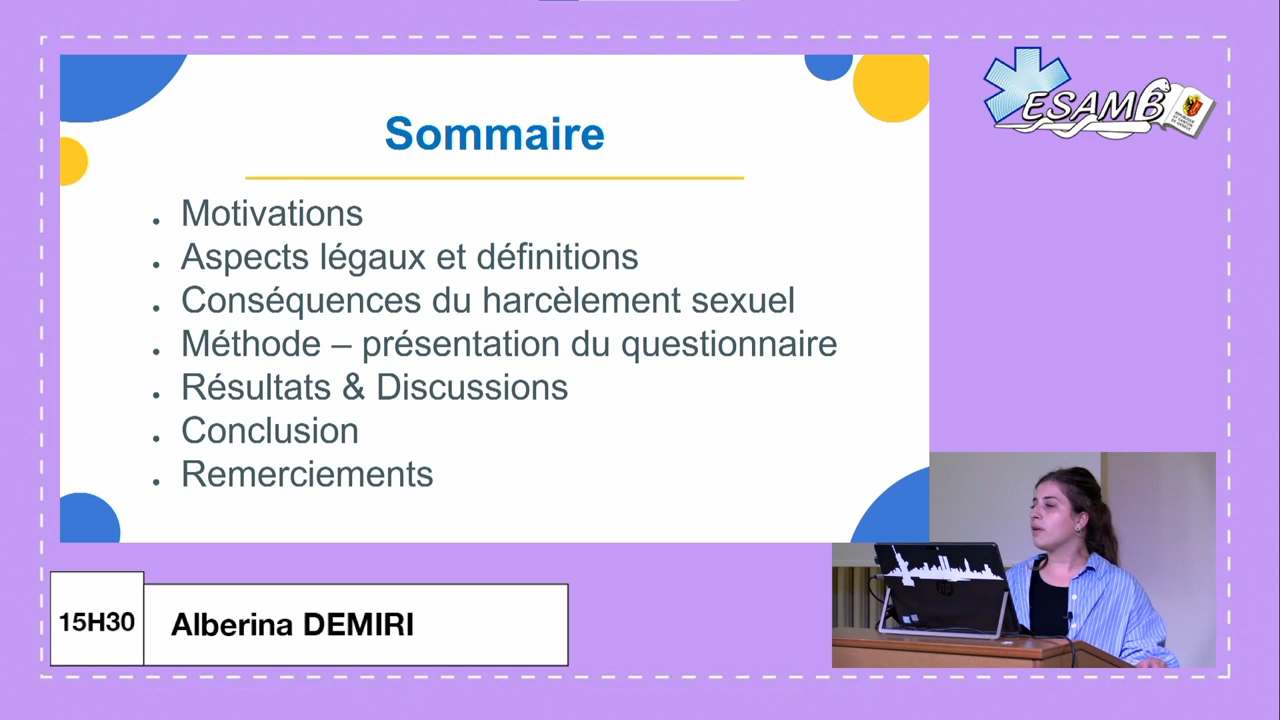 Sommaire
Motivations
Aspects légaux et définitions
Conséquences du harcèlement sexuel
Méthode – présentation du questionnaire
Résultats & Discussions
Conclusion
Remerciements
ESAMB
15H30
Alberina DEMIRI
hp